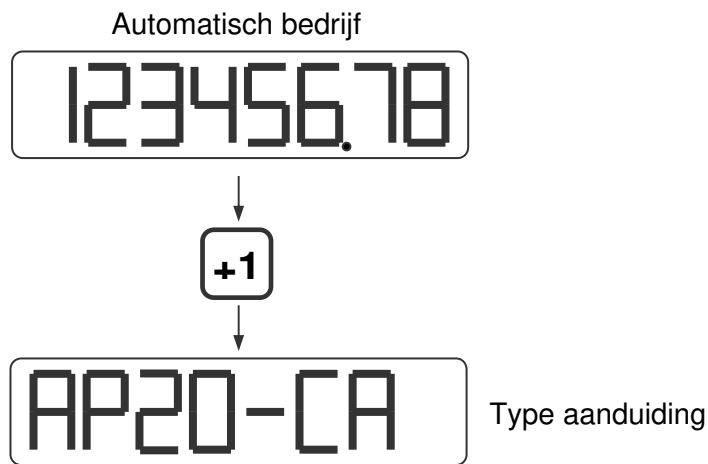 Automatisch bedrijf
123456.78
+1
AP20-CA
Type aanduiding